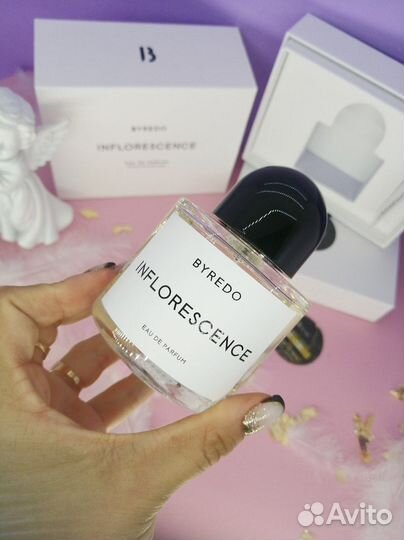 B
BYREDO
INFLORESCENCE
EAU DE PARFUM
BYREDO
INFLORESCENCE
EAU DE PARFUM
Avito